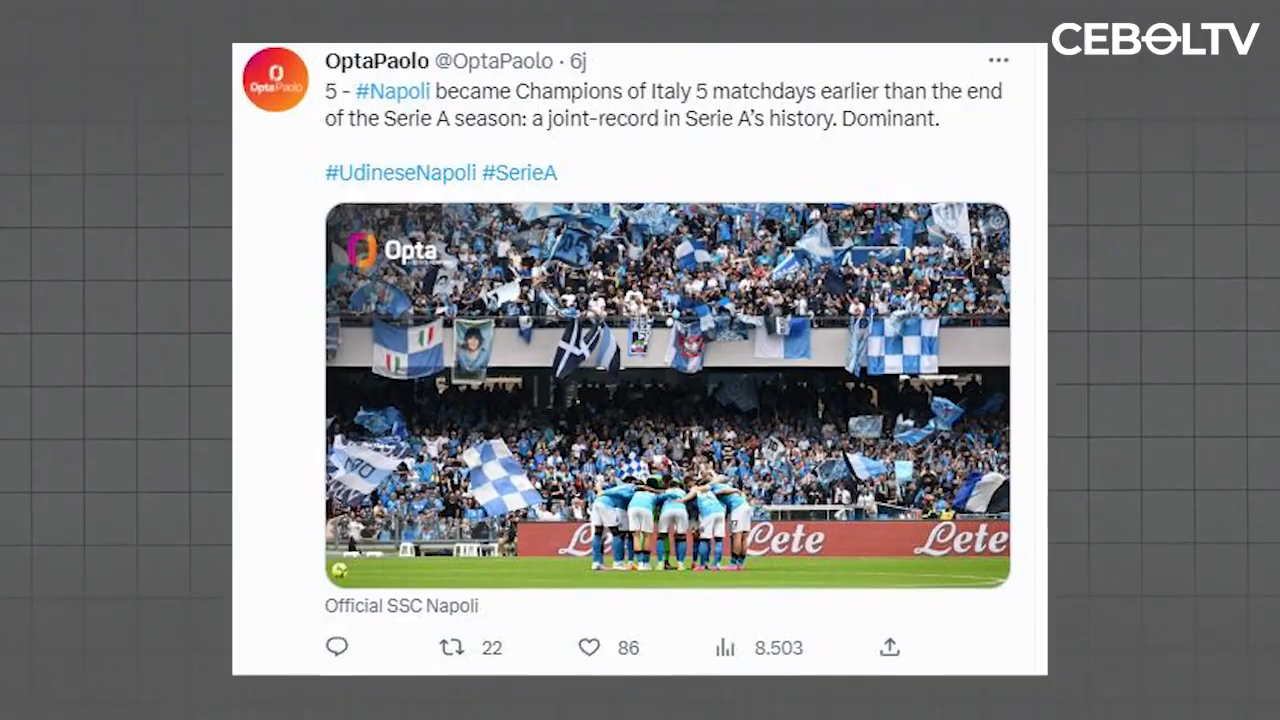 CEBOLTV
OptaPaolo @OptaPaolo · 6j
Opta Paolo
5 - #Napoli became Champions of Italy 5 matchdays earlier than the end
of the Serie A season: a joint-record in Serie A’s history. Dominant.
#UdineseNapoli #SerieA
Opta
Lete
Lete
Official SSC Napoli
22
86
8.503